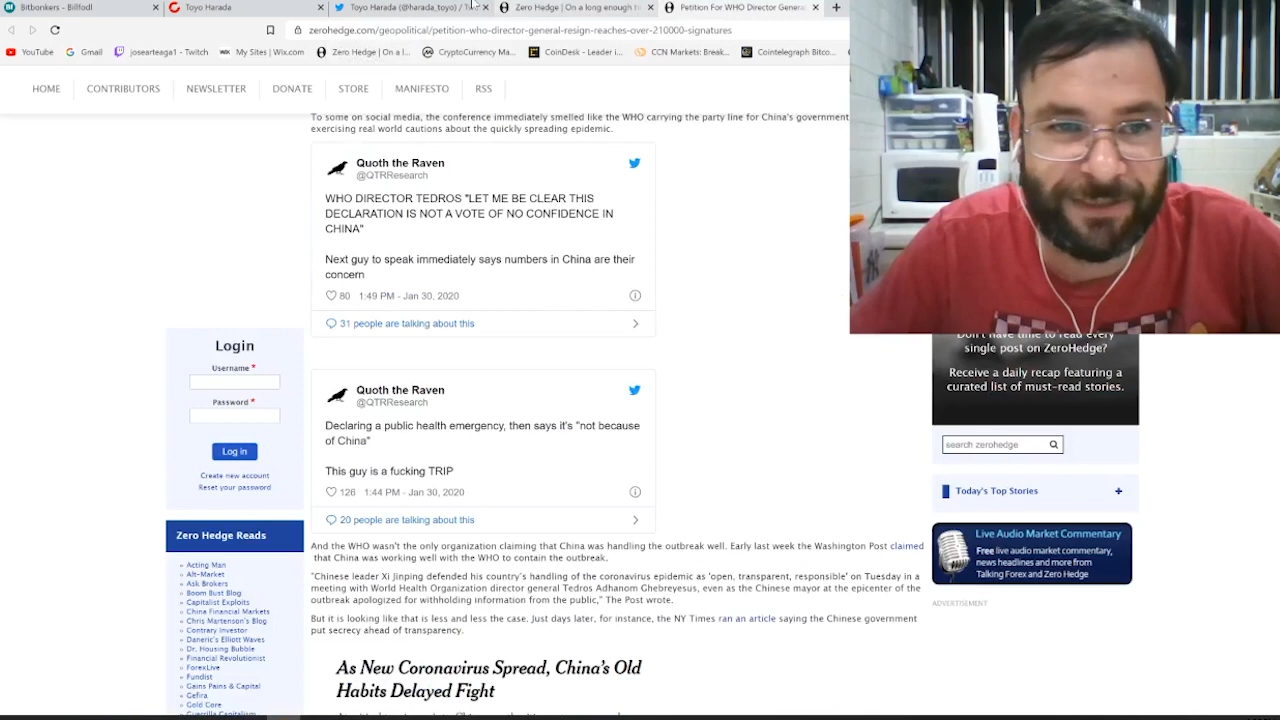 Bitbonkers - Billfodl
Toyo Harada
Toyo Harada (@harada_toyo) / Tw
Zero Hedge | On a long enough ti
Petition For WHO Director Genera
zerohedge.com/geopolitical/petition-who-director-general-resign-reaches-over-210000-signatures
YouTube
Gmail
josearteaga1 - Twitch
My Sites | Wix.com
Zero Hedge | On a l...
CryptoCurrency Ma...
CoinDesk - Leader i...
CCN Markets: Break...
Cointelegraph Bitco...
HOME
CONTRIBUTORS
NEWSLETTER
DONATE
STORE
MANIFESTO
RSS
To some on social media, the conference immediately smelled like the WHO carrying the party line for China's government
exercising real world cautions about the quickly spreading epidemic.
Quoth the Raven
@QTRResearch
WHO DIRECTOR TEDROS "LET ME BE CLEAR THIS
DECLARATION IS NOT A VOTE OF NO CONFIDENCE IN
CHINA"
Next guy to speak immediately says numbers in China are their
concern
80 1:49 PM - Jan 30, 2020
31 people are talking about this
Quoth the Raven
@QTRResearch
Declaring a public health emergency, then says it's "not because
of China"
This guy is a fucking TRIP
126 1:44 PM - Jan 30, 2020
20 people are talking about this
And the WHO wasn't the only organization claiming that China was handling the outbreak well. Early last week the Washington Post claimed
that China was working well with the WHO to contain the outbreak.
"Chinese leader Xi Jinping defended his country's handling of the coronavirus epidemic as 'open, transparent, responsible' on Tuesday in a
meeting with World Health Organization director general Tedros Adhanom Ghebreyesus, even as the Chinese mayor at the epicenter of the
outbreak apologized for withholding information from the public," The Post wrote.
But it is looking like that is less and less the case. Just days later, for instance, the NY Times ran an article saying the Chinese government
put secrecy ahead of transparency.
As New Coronavirus Spread, China's Old
Habits Delayed Fight
Login
Username *
Password *
Log in
Create new account
Reset your password
Zero Hedge Reads
Acting Man
Alt-Market
Ask Brokers
Boom Bust Blog
Capitalist Exploits
China Financial Markets
Chris Martenson's Blog
Contrary Investor
Daneric's Elliott Waves
Dr. Housing Bubble
Financial Revolutionist
ForexLive
Fundist
Gains Pains & Capital
Gefira
Gold Core
Guerrilla Capitalism
Don't have time to read every
single post on ZeroHedge?
Receive a daily recap featuring a
curated list of must-read stories.
search zerohedge
Today's Top Stories
Live Audio Market Commentary
Free live audio market commentary,
news headlines and more from
Talking Forex and Zero Hedge
ADVERTISEMENT